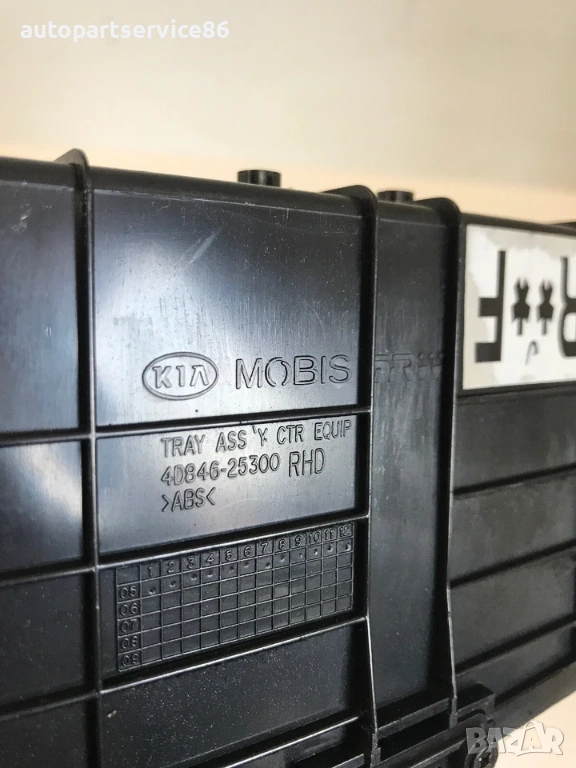 autopartservice86
KIA MOBIS
TRAY ASS'Y CTR EQUIP
4D846-25300 RHD
>ABS<
1 2 3 4 5 6 7 8 9 10 11 12
05
06
07
08
09
BAZAR